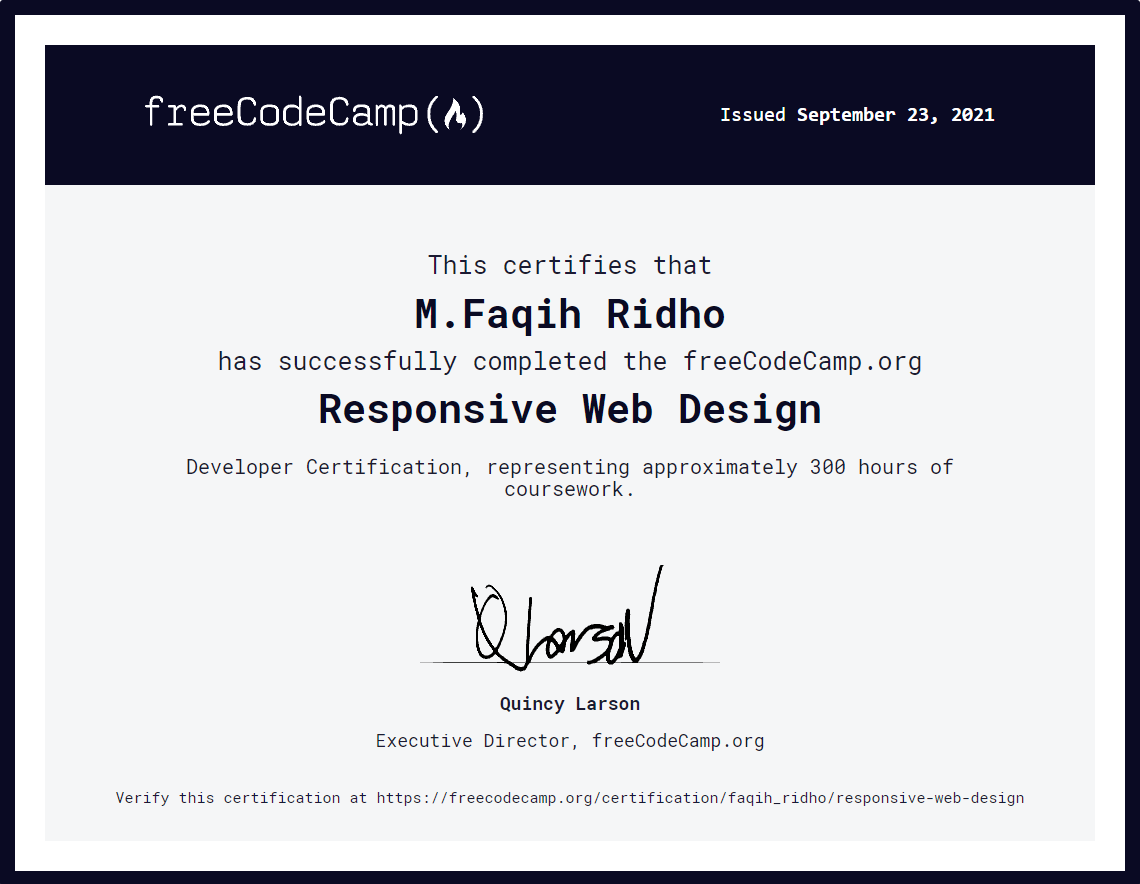 freeCodeCamp(🔥)
Issued September 23, 2021
This certifies that
M.Faqih Ridho
has successfully completed the freeCodeCamp.org
Responsive Web Design
Developer Certification, representing approximately 300 hours of
coursework.
Q Larson
Quincy Larson
Executive Director, freeCodeCamp.org
Verify this certification at https://freecodecamp.org/certification/faqih_ridho/responsive-web-design